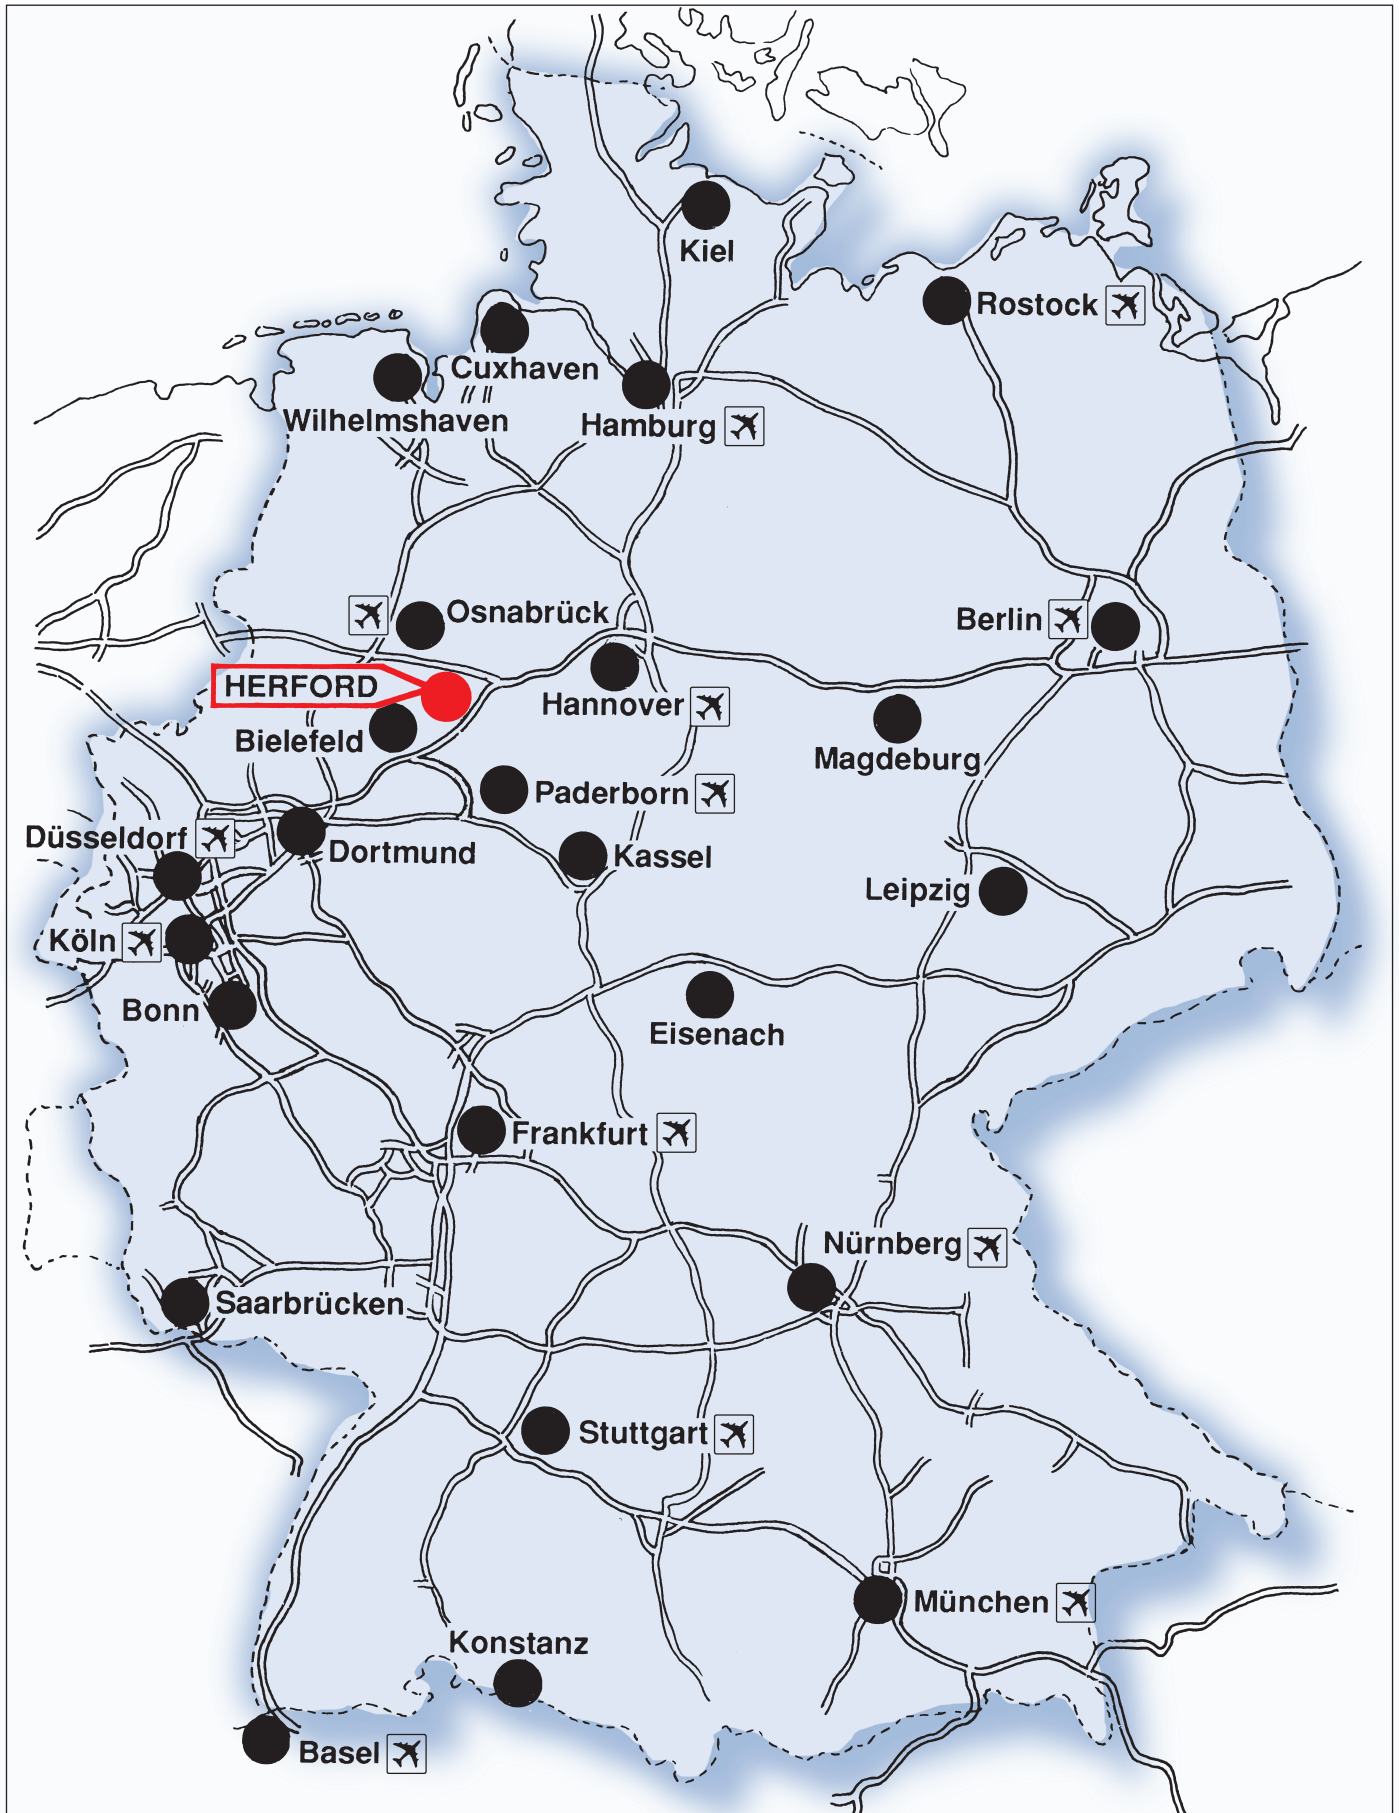 Kiel
Rostock
Cuxhaven
Wilhelmshaven
Hamburg
Osnabrück
Berlin
HERFORD
Hannover
Bielefeld
Magdeburg
Paderborn
Düsseldorf
Dortmund
Kassel
Leipzig
Köln
Bonn
Eisenach
Frankfurt
Nürnberg
Saarbrücken
Stuttgart
München
Konstanz
Basel